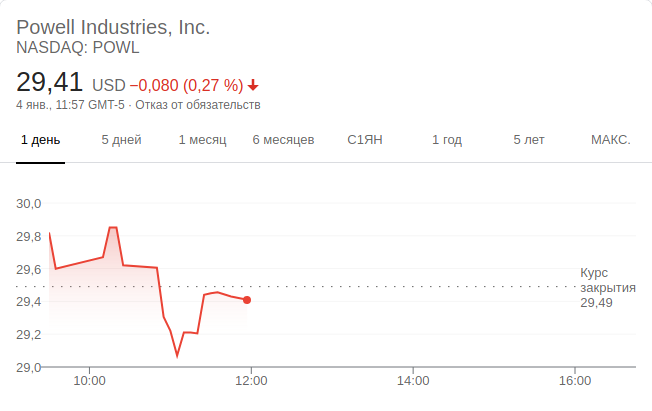 Powell Industries, Inc.
NASDAQ: POWL
29,41 USD −0,080 (0,27 %)
4 янв., 11:57 GMT-5 · Отказ от обязательств
1 день 5 дней 1 месяц 6 месяцев С1ЯН 1 год 5 лет МАКС.
30,0
29,8
29,6
29,4
29,2
29,0
Курс
закрытия
29,49
10:00 12:00 14:00 16:00